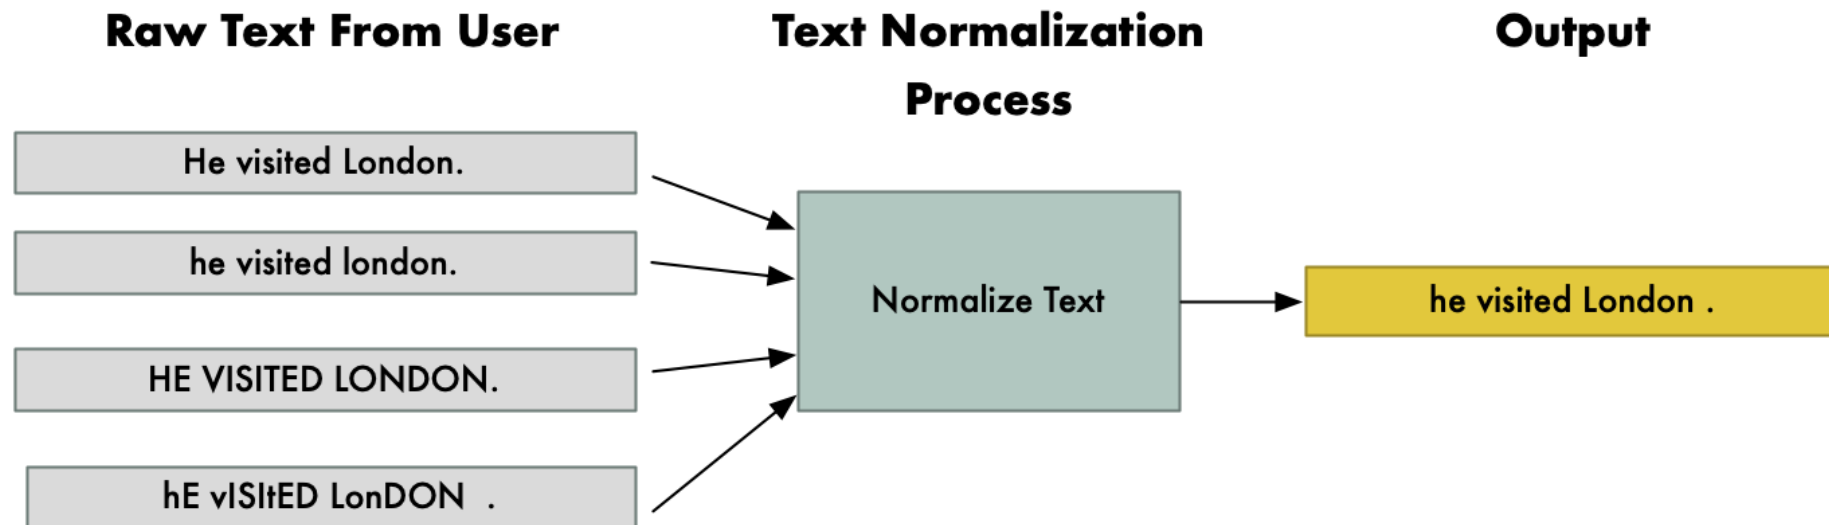 Raw Text From User
Text Normalization
Process
Output
He visited London.
he visited london.
HE VISITED LONDON.
hE vISItED LonDON  .
Normalize Text
he visited London .